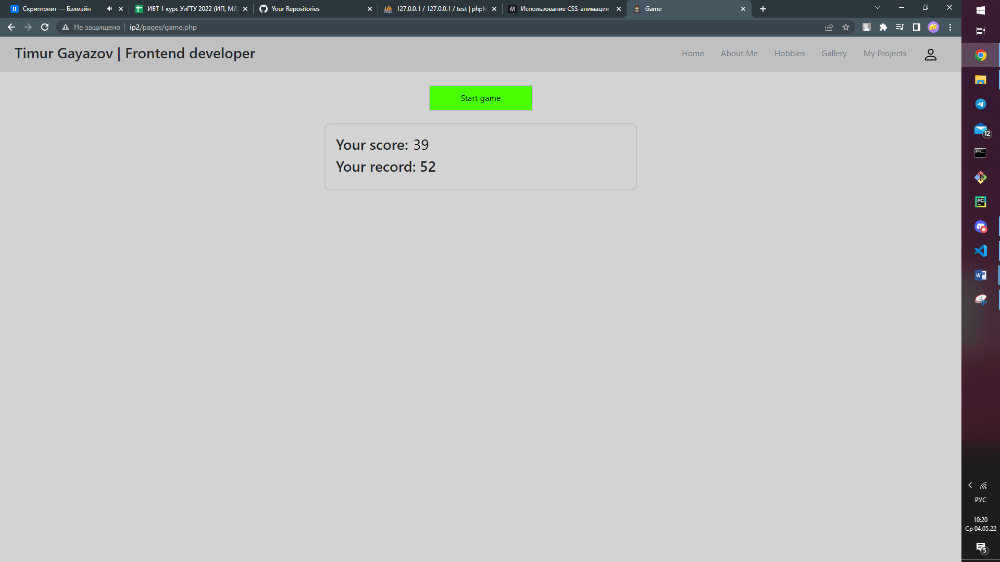 Скриптонит — Бэлмэйн
ИВТ 1 курс УлГТУ 2022 (ИП, МЛ,
Your Repositories
127.0.0.1 / 127.0.0.1 / test | phpM
Использование CSS-анимации
Game
Не защищено
ip2/pages/game.php
Timur Gayazov | Frontend developer
Home
About Me
Hobbies
Gallery
My Projects
Start game
Your score: 39
Your record: 52
12
PC
W
РУС
10:20
Ср 04.05.22
5